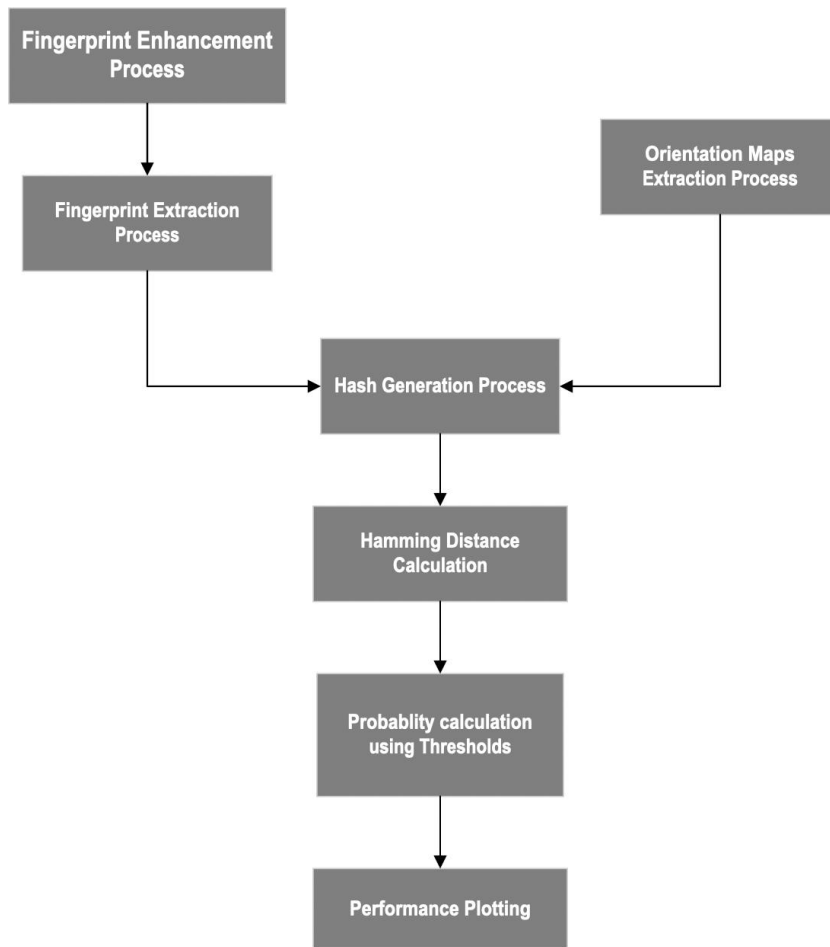 Fingerprint Enhancement
Process
Orientation Maps
Extraction Process
Fingerprint Extraction
Process
Hash Generation Process
Hamming Distance
Calculation
Probablity calculation
using Thresholds
Performance Plotting